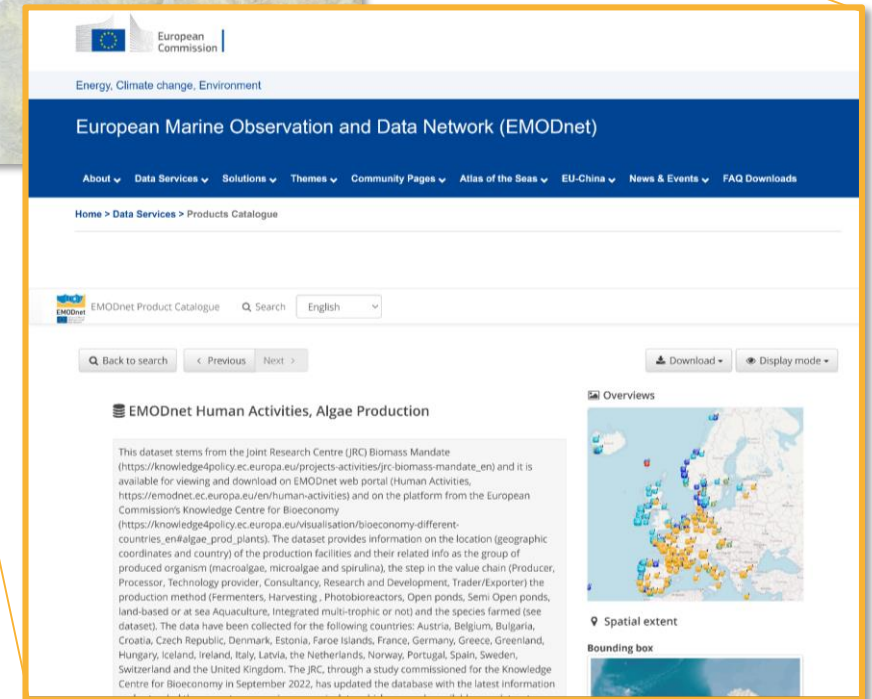 European
Commission
Energy, Climate change, Environment
European Marine Observation and Data Network (EMODnet)
About Data Services Solutions Themes Community Pages Atlas of the Seas EU-China News & Events FAQ Downloads
Home > Data Services > Products Catalogue
EMODnet
EMODnet Product Catalogue Search English
Back to search < Previous Next > Download Display mode
EMODnet Human Activities, Algae Production
Overviews
This dataset stems from the Joint Research Centre (JRC) Biomass Mandate
(https://knowledge4policy.ec.europa.eu/projects-activities/jrc-biomass-mandate_en) and it is
available for viewing and download on EMODnet web portal (Human Activities,
https://emodnet.ec.europa.eu/en/human-activities) and on the platform from the European
Commission's Knowledge Centre for Bioeconomy
(https://knowledge4policy.ec.europa.eu/visualisation/bioeconomy-different-
countries_en#algae_prod_plants). The dataset provides information on the location (geographic
coordinates and country) of the production facilities and their related info as the group of
produced organism (macroalgae, microalgae and spirulina), the step in the value chain (Producer,
Processor, Technology provider, Consultancy, Research and Development, Trader/Exporter) the
production method (Fermenters, Harvesting , Photobioreactors, Open ponds, Semi Open ponds,
land-based or at sea Aquaculture, Integrated multi-trophic or not) and the species farmed (see
dataset). The data have been collected for the following countries: Austria, Belgium, Bulgaria,
Croatia, Czech Republic, Denmark, Estonia, Faroe Islands, France, Germany, Greece, Greenland,
Hungary, Iceland, Ireland, Italy, Latvia, the Netherlands, Norway, Portugal, Spain, Sweden,
Switzerland and the United Kingdom. The JRC, through a study commissioned for the Knowledge
Centre for Bioeconomy in September 2022, has updated the database with the latest information
Spatial extent
Bounding box